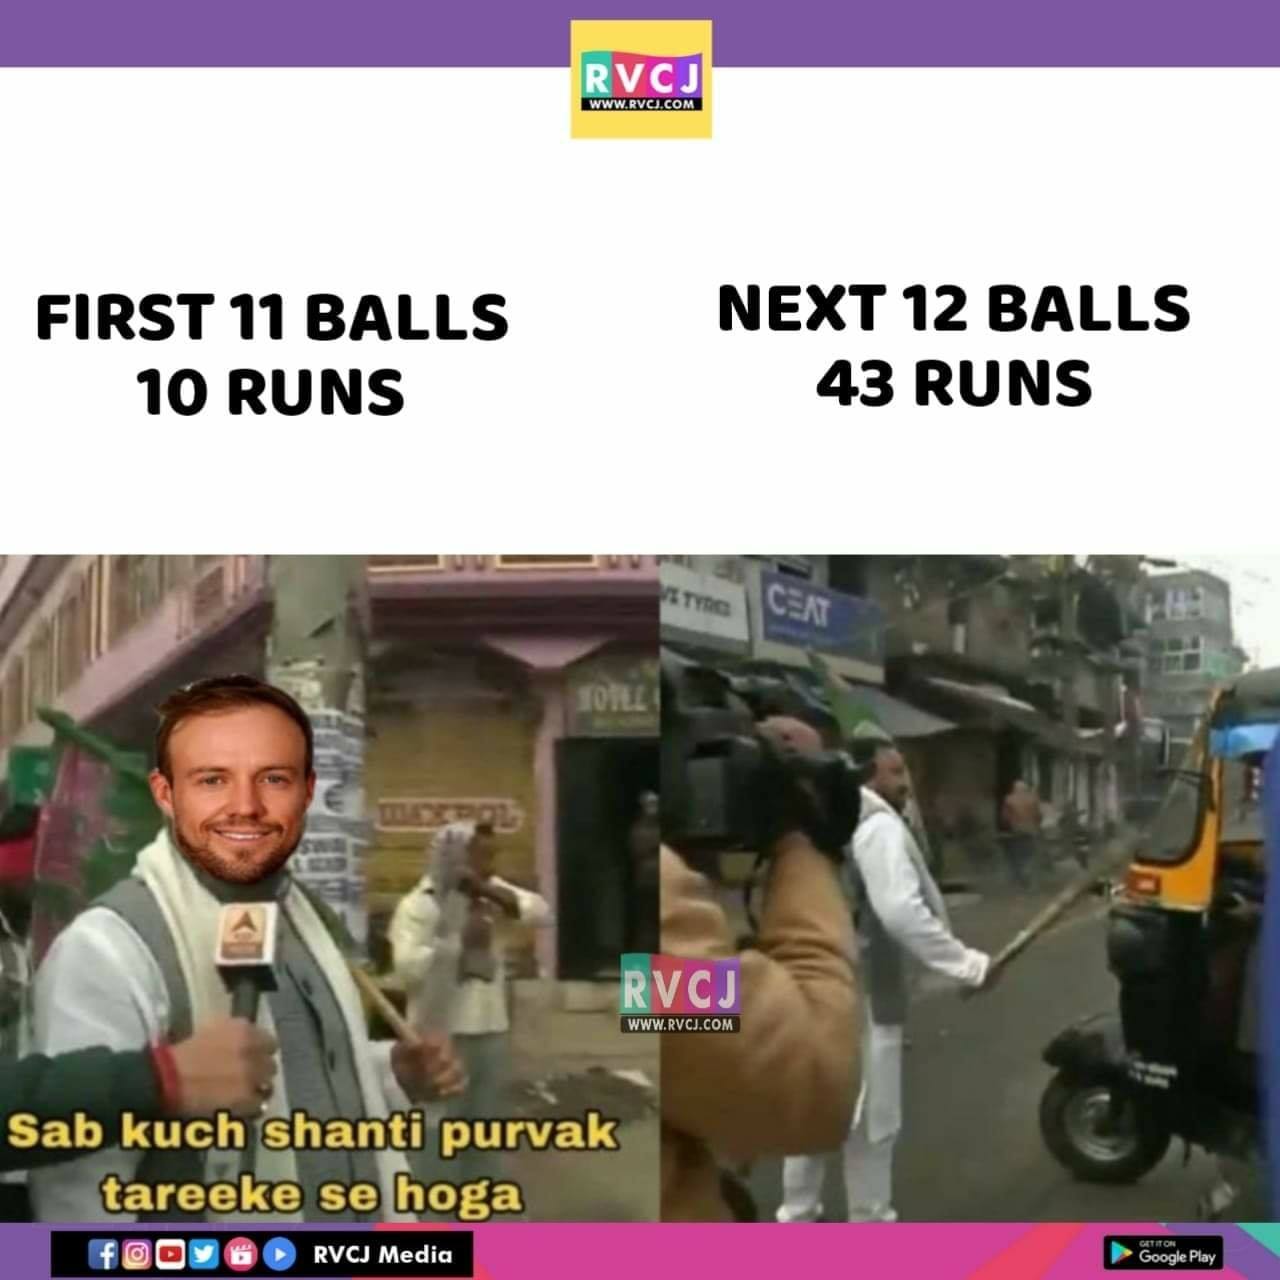 RVCJ
WWW.RVCJ.COM
FIRST 11 BALLS
10 RUNS
NEXT 12 BALLS
43 RUNS
CEAT
HOTEL
RVCJ
WWW.RVCJ.COM
Sab kuch shanti purvak
tareeke se hoga
RVCJ Media
GET IT ON
Google Play